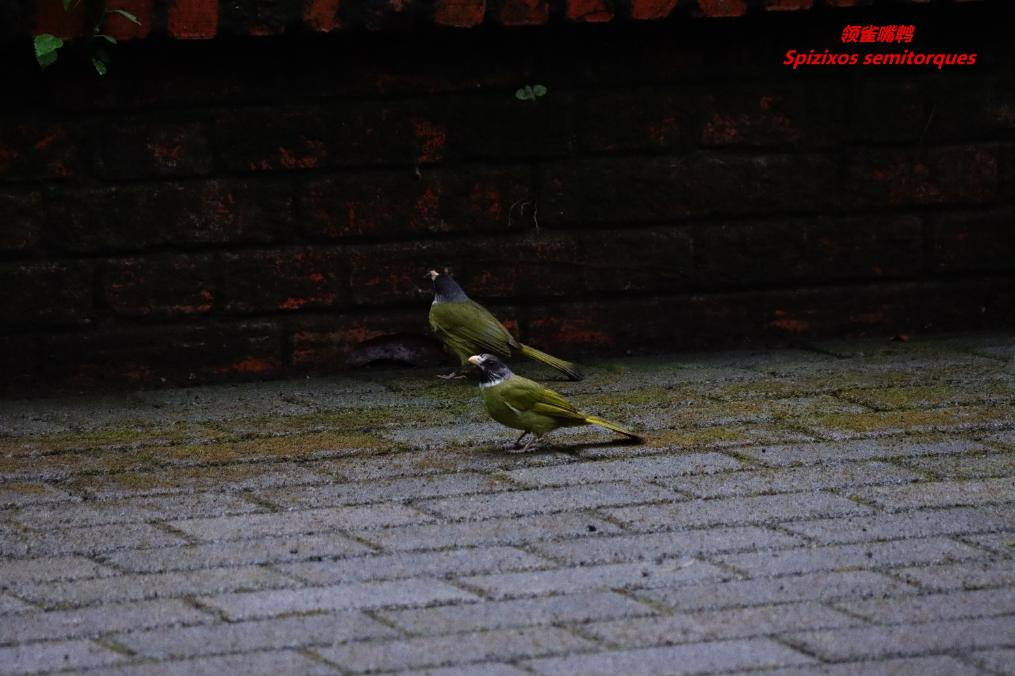 领雀嘴鹎
Spizixos semitorques